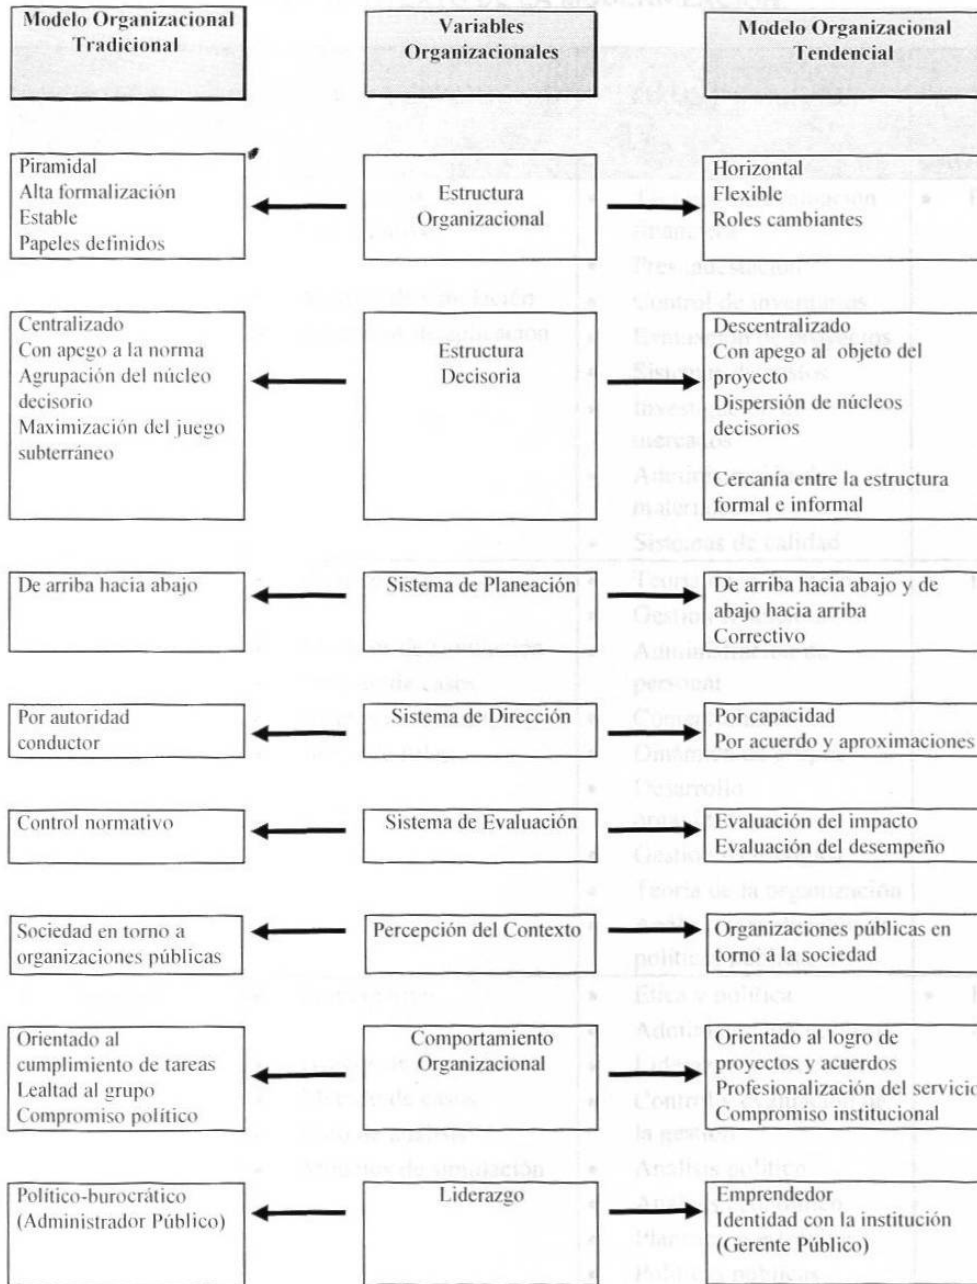 Modelo Organizacional
Tradicional
Variables
Organizacionales
Modelo Organizacional
Tendencial
Piramidal
Alta formalización
Estable
Papeles definidos
Estructura
Organizacional
Horizontal
Flexible
Roles cambiantes
Centralizado
Con apego a la norma
Agrupación del núcleo
decisorio
Maximización del juego
subterráneo
Estructura
Decisoria
Descentralizado
Con apego al objeto del
proyecto
Dispersión de núcleos
decisorios
Cercanía entre la estructura
formal e informal
De arriba hacia abajo
Sistema de Planeación
De arriba hacia abajo y de
abajo hacia arriba
Correctivo
Por autoridad
conductor
Sistema de Dirección
Por capacidad
Por acuerdo y aproximaciones
Control normativo
Sistema de Evaluación
Evaluación del impacto
Evaluación del desempeño
Sociedad en torno a
organizaciones públicas
Percepción del Contexto
Organizaciones públicas en
torno a la sociedad
Orientado al
cumplimiento de tareas
Lealtad al grupo
Compromiso político
Comportamiento
Organizacional
Orientado al logro de
proyectos y acuerdos
Profesionalización del servicio
Compromiso institucional
Político-burocrático
(Administrador Público)
Liderazgo
Emprendedor
Identidad con la institución
(Gerente Público)